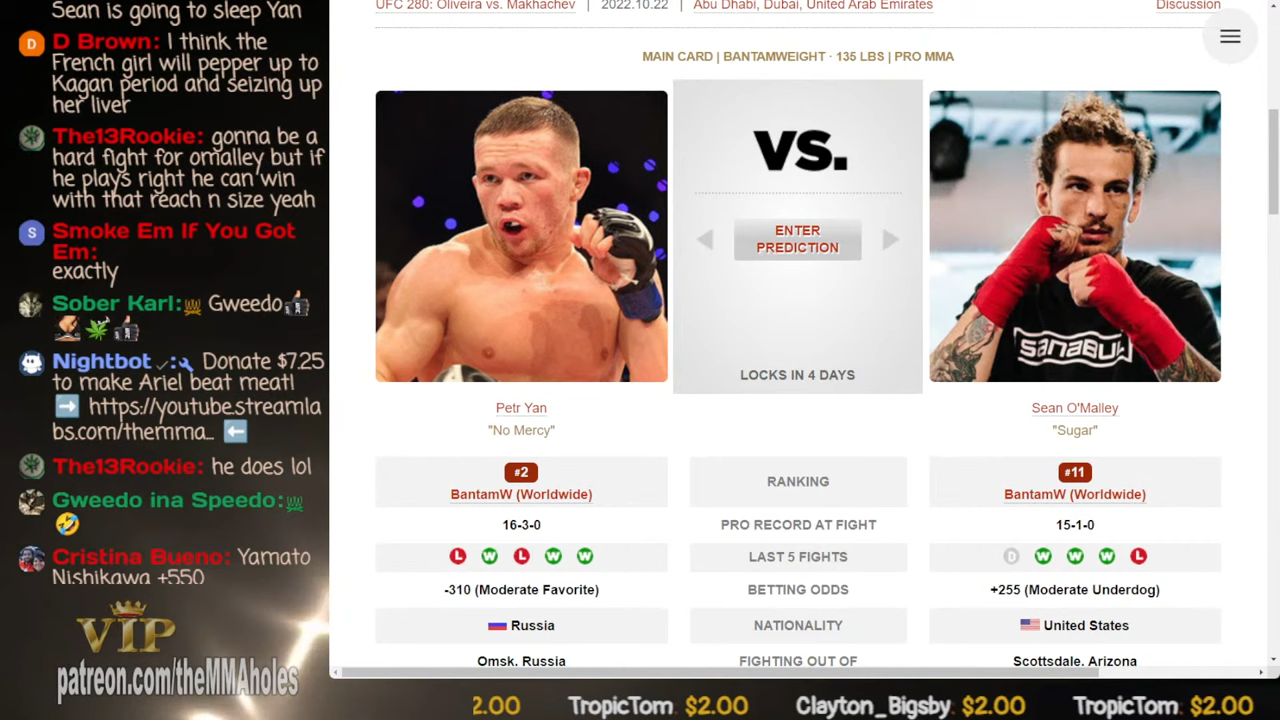 Sean is going to sleep Yan
D Brown: I think the
French girl will pepper up to
Kagan period and seizing up
her liver
The13Rookie: gonna be a
hard fight for omalley but if
he plays right he can win
with that reach n size yeah
Smoke Em If You Got
Em:
exactly
Sober Karl: Gweedo
Nightbot ✓: Donate $7.25
to make Ariel beat meat!
➡️ https://youtube.streamla
bs.com/themma... ⬅️
The13Rookie: he does lol
Gweedo ina Speedo:
Cristina Bueno: Yamato
Nishikawa +550
VIP
patreon.com/theMMAholes
UFC 280: Oliveira vs. Makhachev | 2022.10.22 | Abu Dhabi, Dubai, United Arab Emirates
Discussion
MAIN CARD | BANTAMWEIGHT · 135 LBS | PRO MMA
VS.
ENTER
PREDICTION
LOCKS IN 4 DAYS
SANABUL
Petr Yan
"No Mercy"
Sean O'Malley
"Sugar"
#2
BantamW (Worldwide)
RANKING
#11
BantamW (Worldwide)
16-3-0 PRO RECORD AT FIGHT 15-1-0
L W L W W LAST 5 FIGHTS D W W W L
-310 (Moderate Favorite) BETTING ODDS +255 (Moderate Underdog)
Russia NATIONALITY United States
Omsk, Russia FIGHTING OUT OF Scottsdale, Arizona
2.00 TropicTom $2.00 Clayton_Bigsby $2.00 TropicTom $2.00
D
S